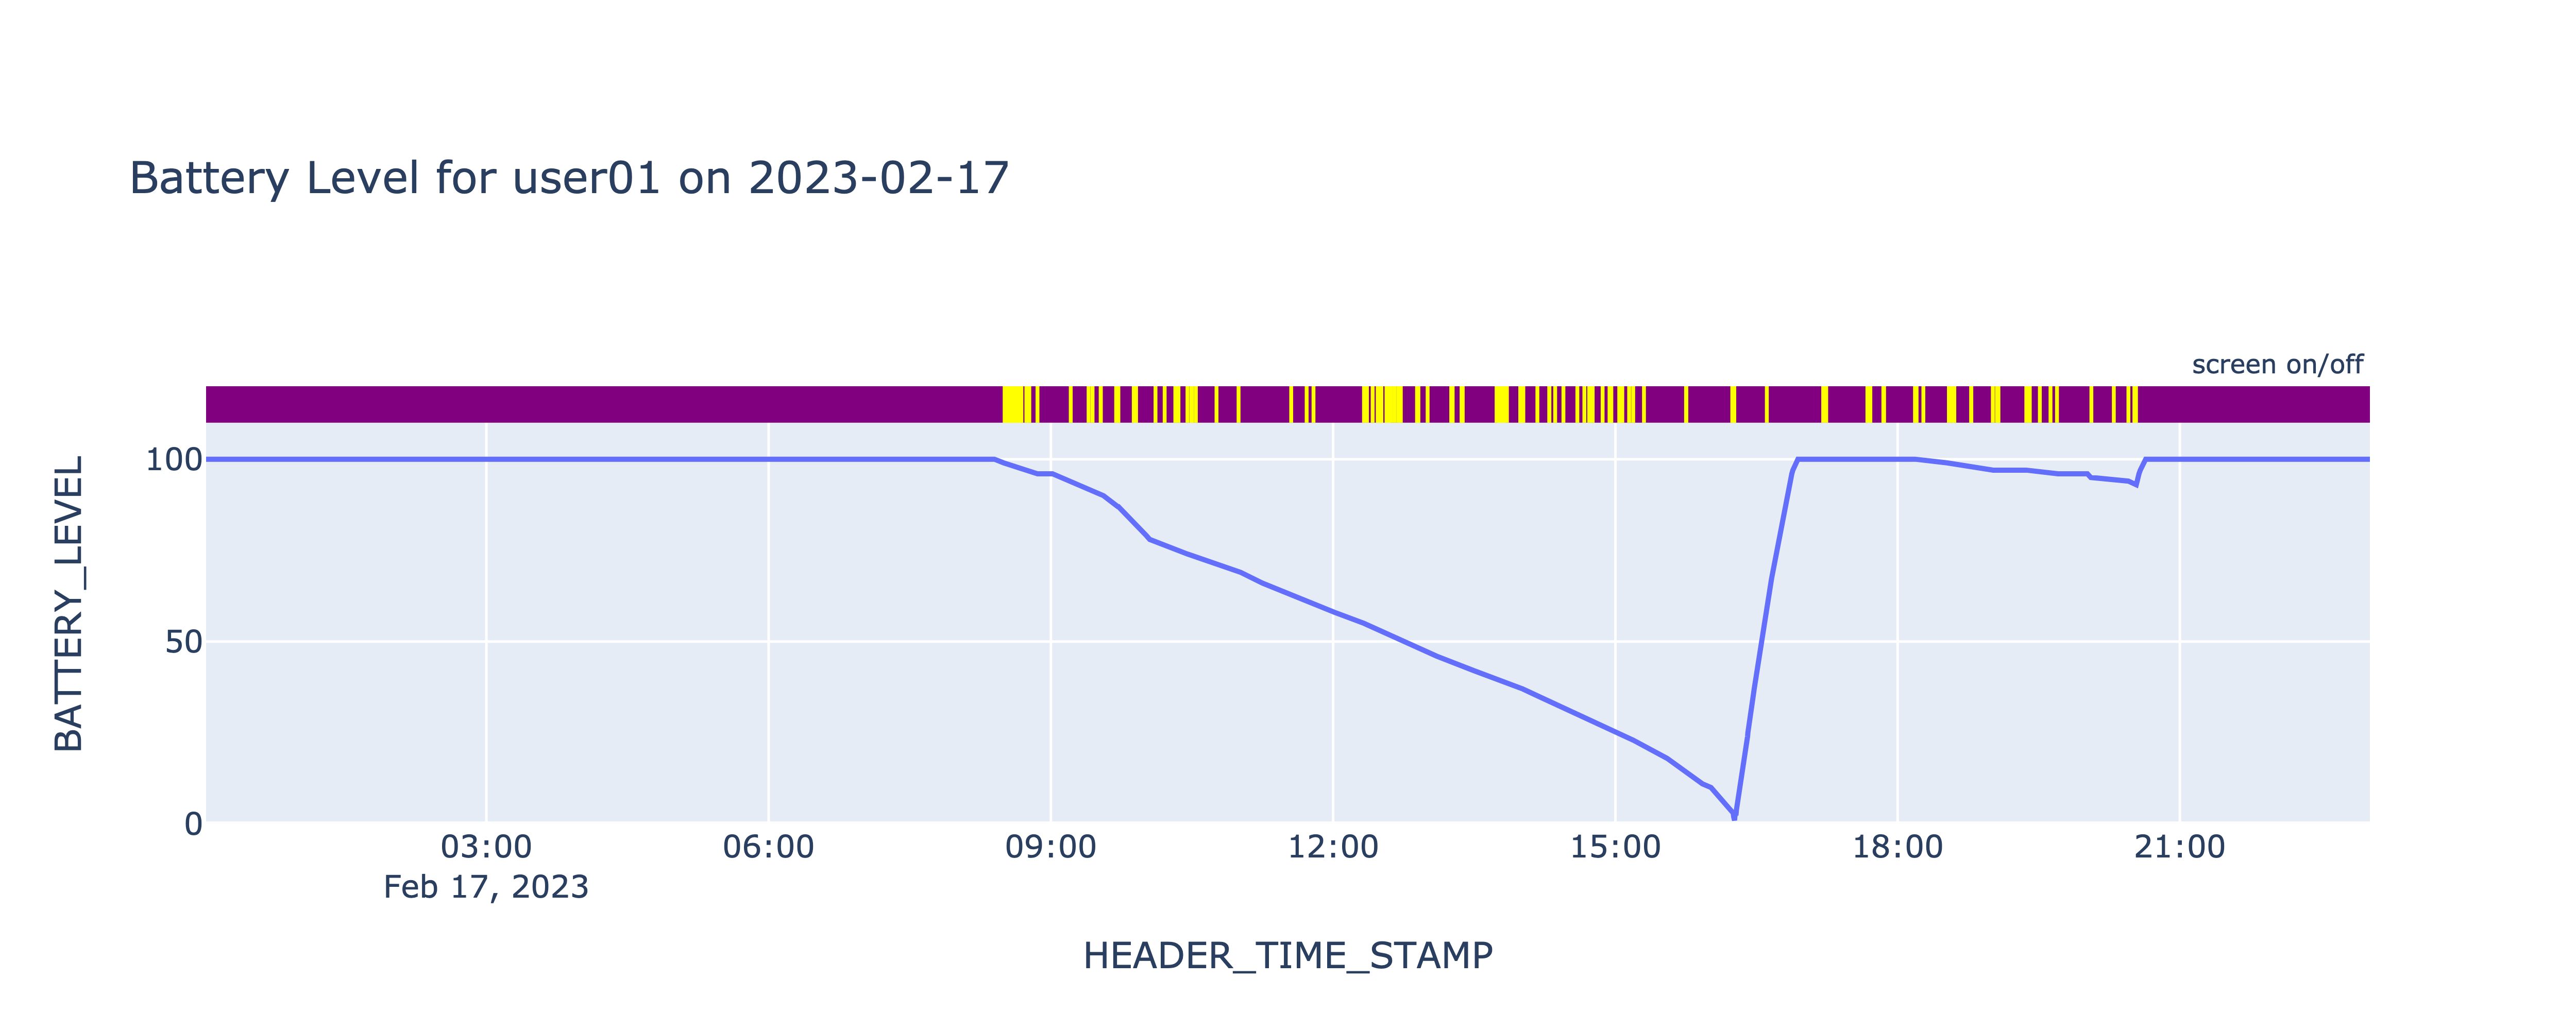 Battery Level for user01 on 2023-02-17
screen on/off
BATTERY_LEVEL
100
50
0
03:00 06:00 09:00 12:00 15:00 18:00 21:00
Feb 17, 2023
HEADER_TIME_STAMP